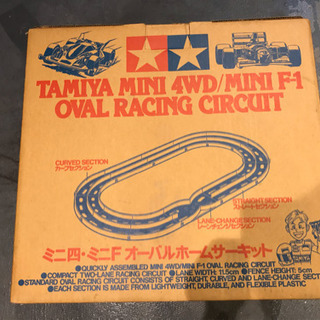 TAMIYA MINI 4WD/MINI F-1
OVAL RACING CIRCUIT
CURVED SECTION
カーブセクション
STRAIGHT SECTION
ストレートセクション
LANE-CHANGE SECTION
レーンチェンジセクション
ミニ四・ミニF オーバルホームサーキット
●QUICKLY ASSEMBLED MINI 4WD/MINI F-1 OVAL RACING CIRCUIT
●COMPACT TWO-LANE RACING CIRCUIT ●LANE WIDTH: 11.5cm ●FENCE HEIGHT: 5cm
●STANDARD OVAL RACING CIRCUIT CONSISTS OF STRAIGHT, CURVED AND LANE-CHANGE SECT
●EACH SECTION IS MADE FROM LIGHTWEIGHT, DURABLE, AND FLEXIBLE PLASTIC